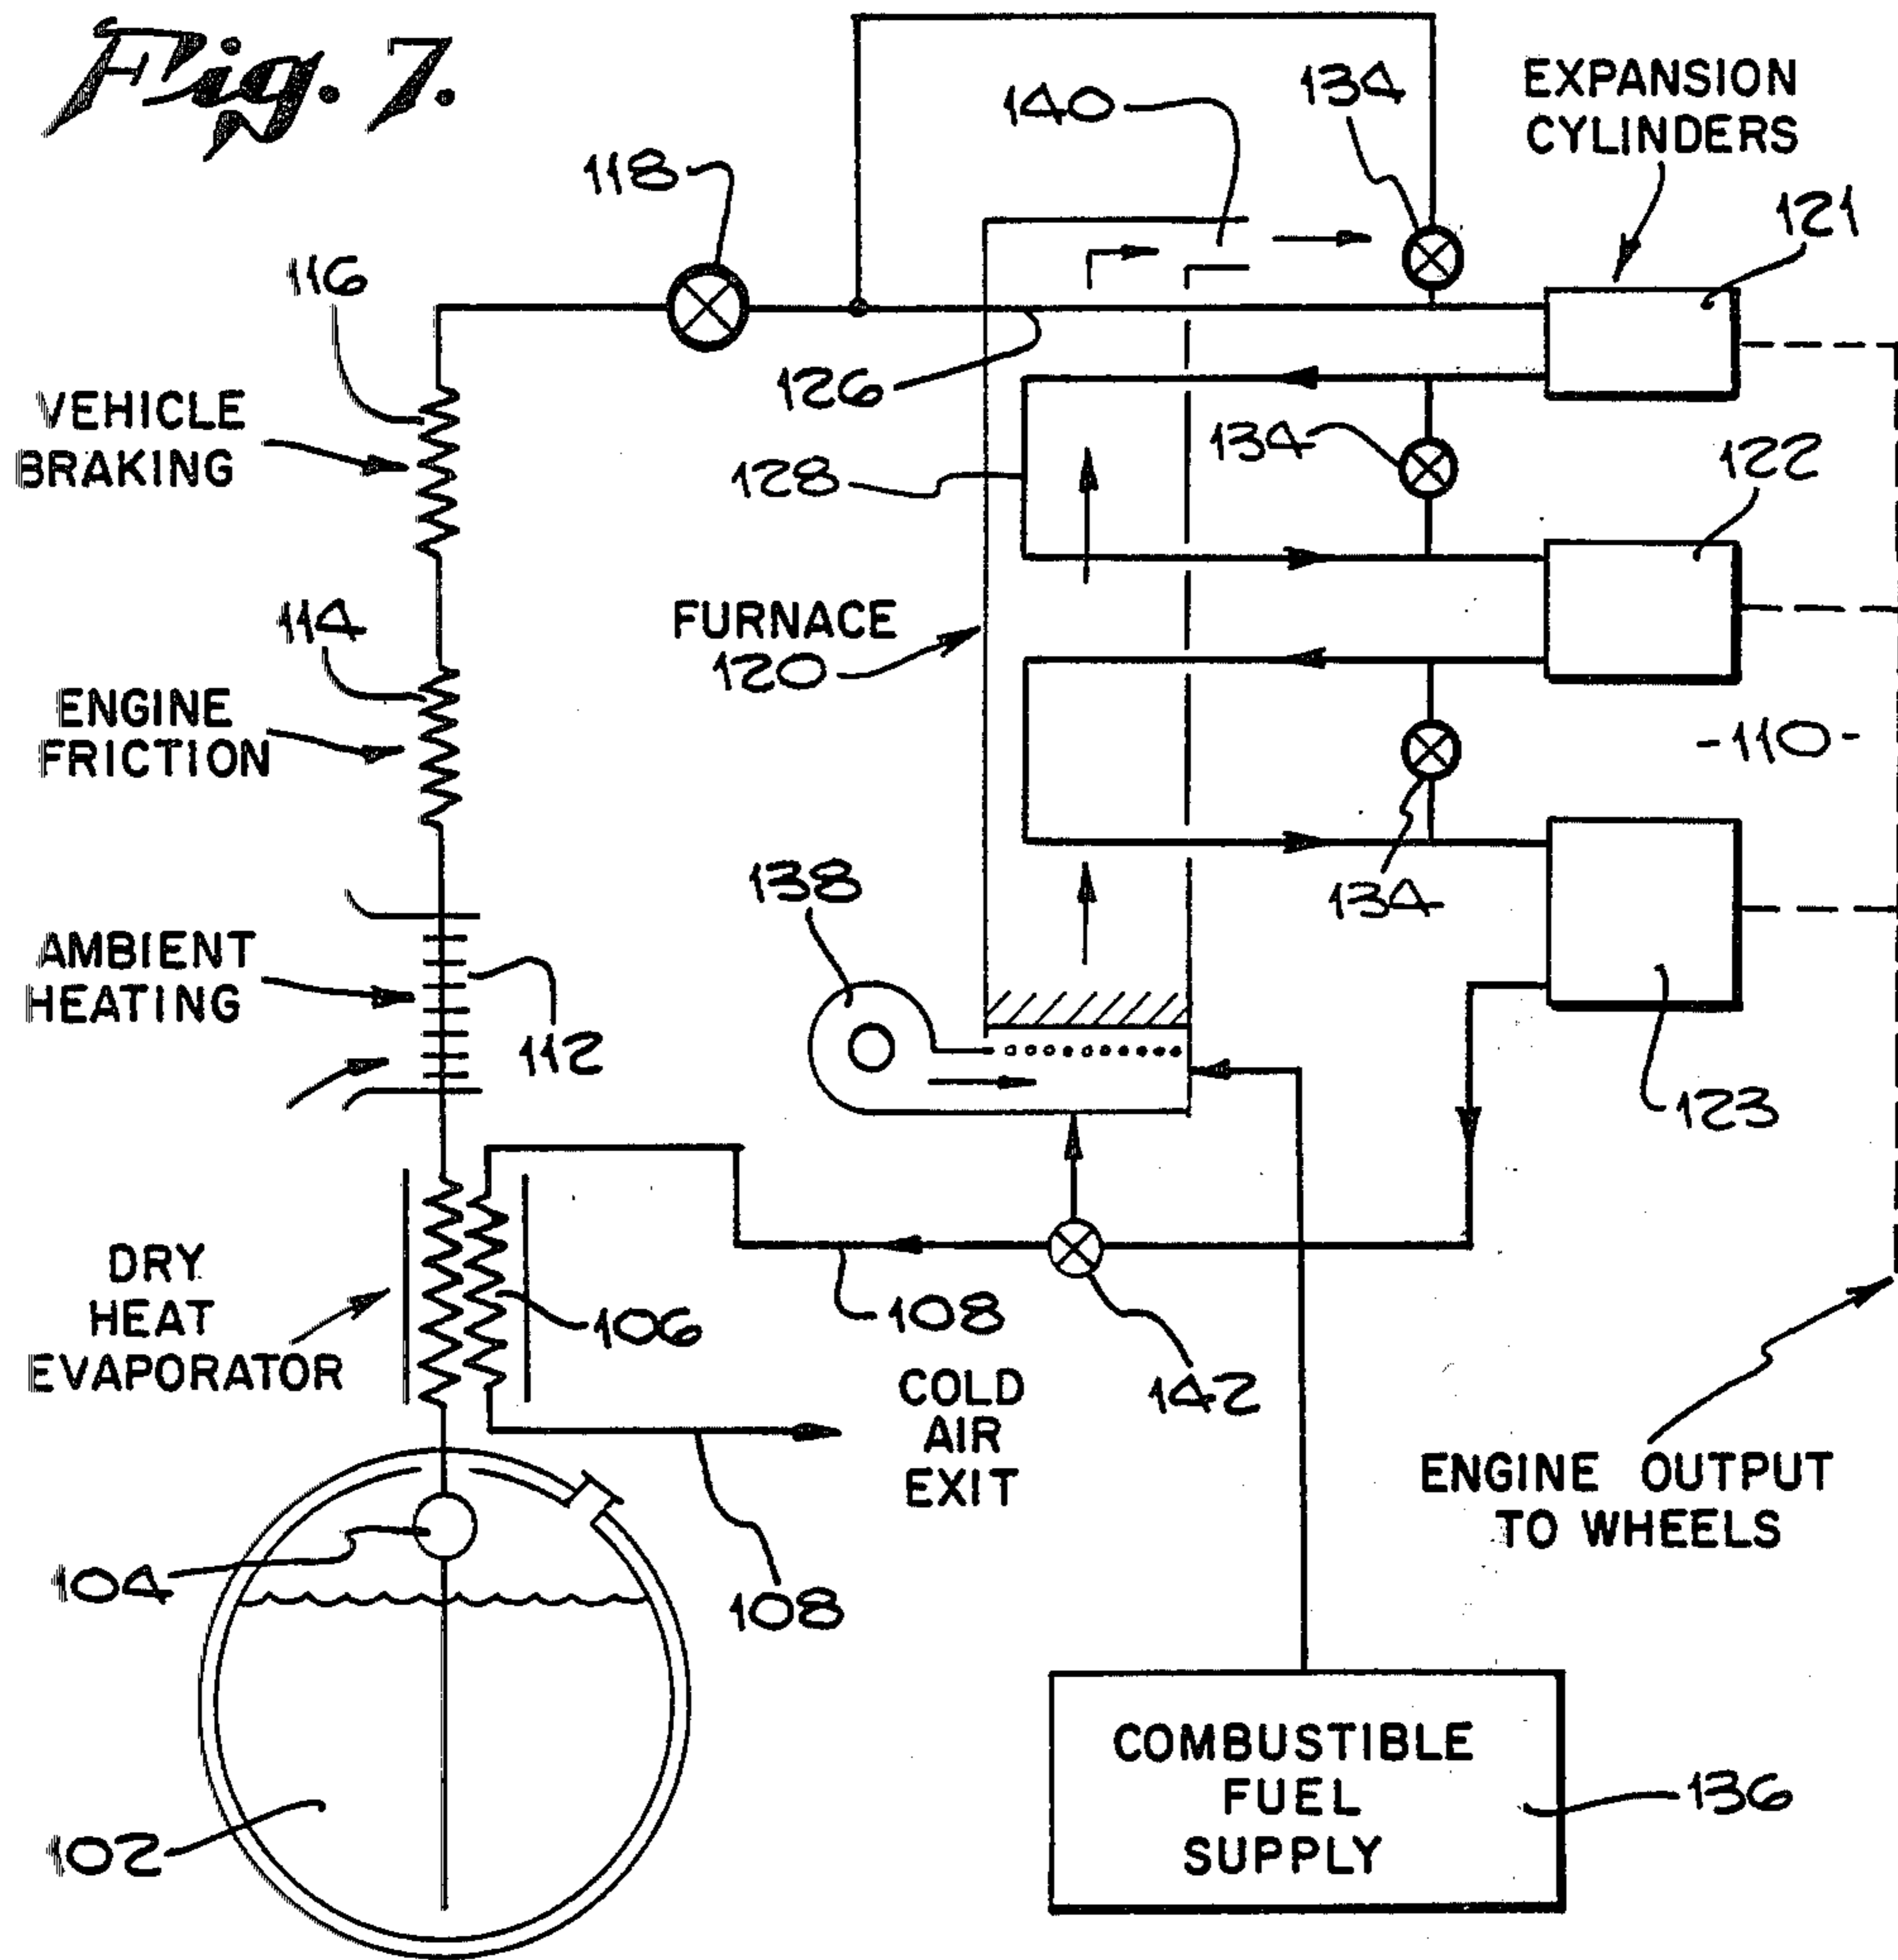 Fig. 7.
140
134
EXPANSION
CYLINDERS
118
121
116
126
VEHICLE
BRAKING
134
128
122
114
FURNACE
120
ENGINE
FRICTION
-110-
138
134
AMBIENT
HEATING
112
123
DRY
HEAT
EVAPORATOR
106
108
142
COLD
AIR
EXIT
ENGINE OUTPUT
TO WHEELS
104
108
COMBUSTIBLE
FUEL
SUPPLY
136
102